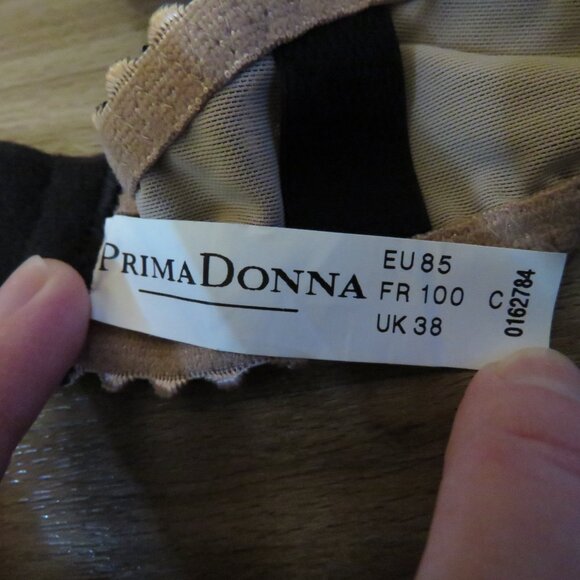 PRIMADONNA
EU 85
FR 100 C
UK 38
0162784